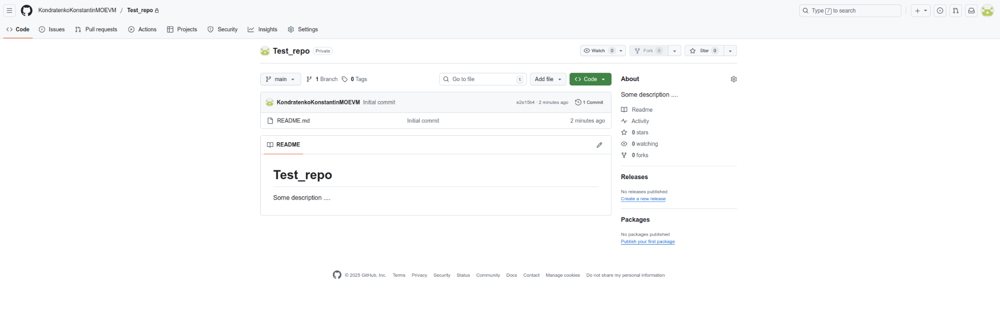 KondratenkoKonstantinMOEVM / Test_repo Type / to search
Code Issues Pull requests Actions Projects Security Insights Settings
Test_repo Private Watch 0 Fork 0 Star 0
main 1 Branch 0 Tags Go to file t Add file Code
KondratenkoKonstantinMOEVM Initial commit e2e15b4 · 2 minutes ago 1 Commit
README.md Initial commit 2 minutes ago
README
Test_repo
Some description ....
About
Some description ....
Readme
Activity
0 stars
0 watching
0 forks
Releases
No releases published
Create a new release
Packages
No packages published
Publish your first package
© 2025 GitHub, Inc. Terms Privacy Security Status Community Docs Contact Manage cookies Do not share my personal information